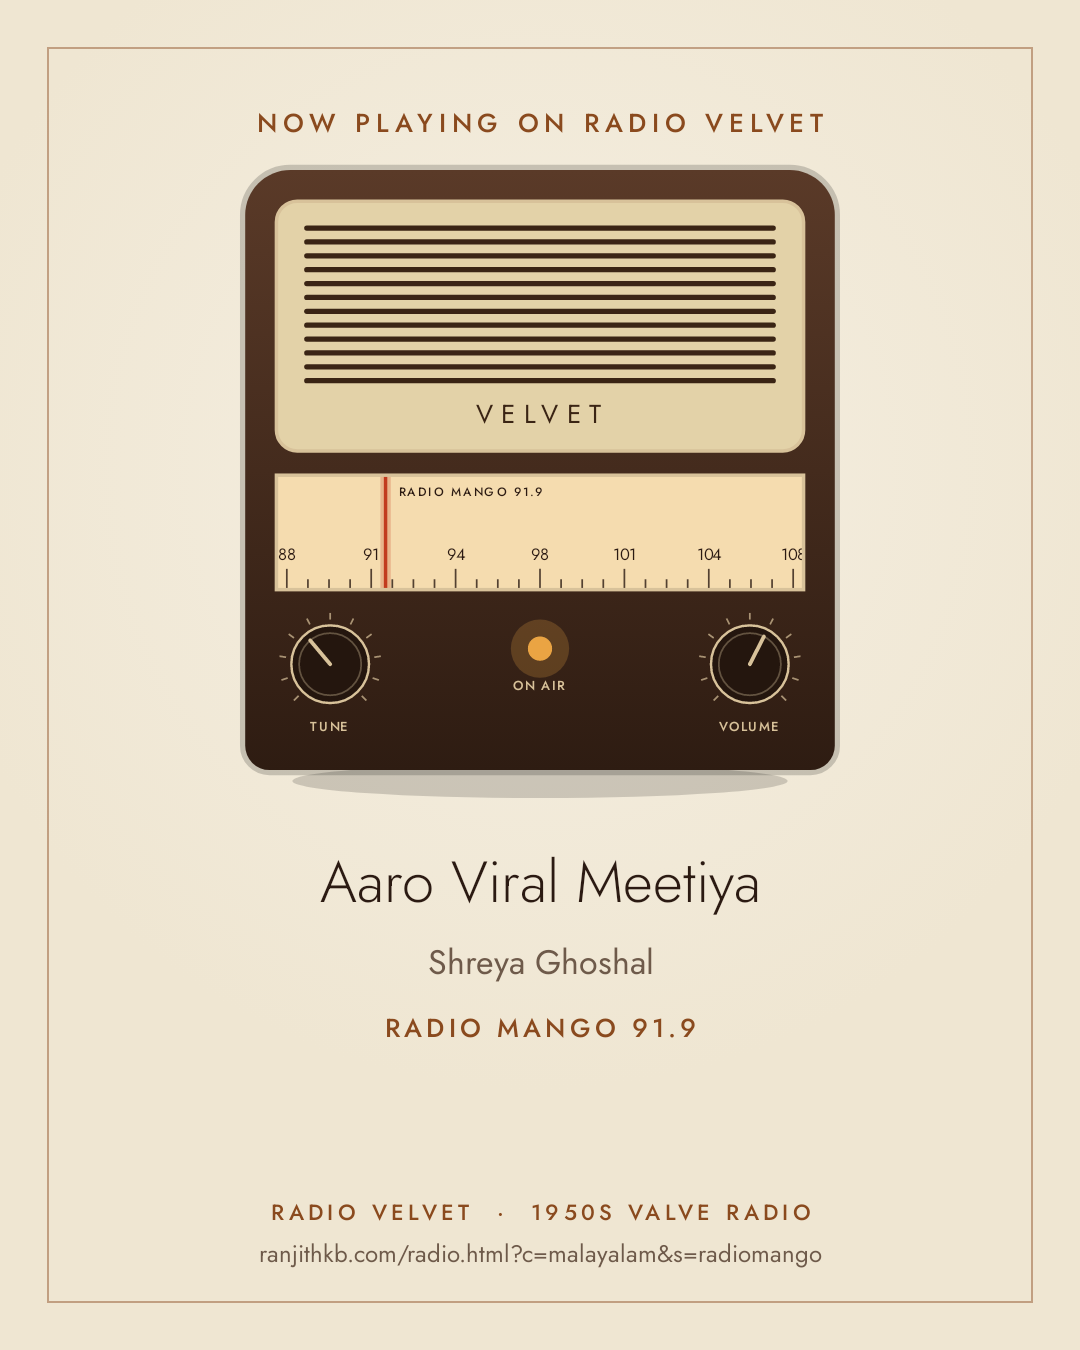 NOW PLAYING ON RADIO VELVET
VELVET
RADIO MANGO 91.9
88 91 94 98 101 104 108
ON AIR
TUNE VOLUME
Aaro Viral Meetiya
Shreya Ghoshal
RADIO MANGO 91.9
RADIO VELVET · 1950S VALVE RADIO
ranjithkb.com/radio.html?c=malayalam&s=radiomango